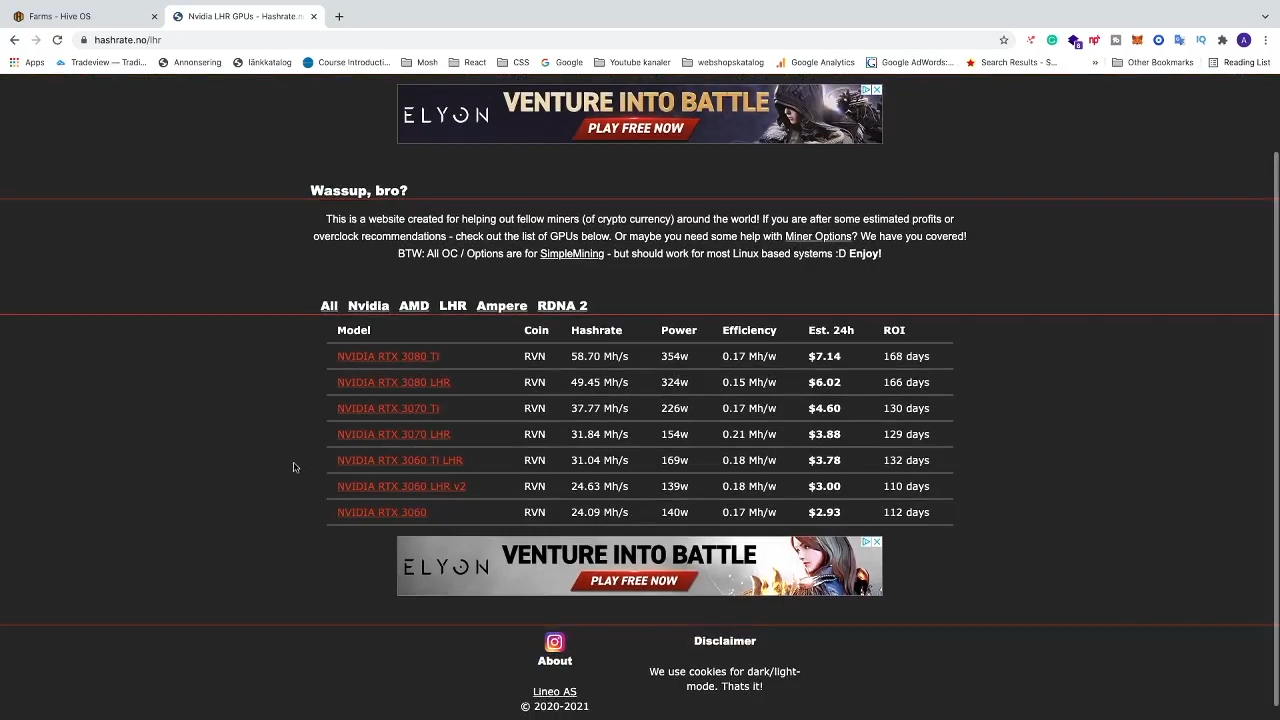 Farms - Hive OS
Nvidia LHR GPUs - Hashrate.n
hashrate.no/lhr
Apps
Tradeview -- Tradi...
Annonsering
länkkatalog
Course Introducti...
Mosh
React
CSS
Google
Youtube kanaler
webshopskatalog
Google Analytics
Google AdWords:...
Search Results - S...
Other Bookmarks
Reading List
ELYON
VENTURE INTO BATTLE
PLAY FREE NOW
Wassup, bro?
This is a website created for helping out fellow miners (of crypto currency) around the world! If you are after some estimated profits or
overclock recommendations - check out the list of GPUs below. Or maybe you need some help with Miner Options? We have you covered!
BTW: All OC / Options are for SimpleMining - but should work for most Linux based systems :D Enjoy!
All Nvidia AMD LHR Ampere RDNA 2
Model Coin Hashrate Power Efficiency Est. 24h ROI
NVIDIA RTX 3080 TI RVN 58.70 Mh/s 354w 0.17 Mh/w $7.14 168 days
NVIDIA RTX 3080 LHR RVN 49.45 Mh/s 324w 0.15 Mh/w $6.02 166 days
NVIDIA RTX 3070 TI RVN 37.77 Mh/s 226w 0.17 Mh/w $4.60 130 days
NVIDIA RTX 3070 LHR RVN 31.84 Mh/s 154w 0.21 Mh/w $3.88 129 days
NVIDIA RTX 3060 TI LHR RVN 31.04 Mh/s 169w 0.18 Mh/w $3.78 132 days
NVIDIA RTX 3060 LHR v2 RVN 24.63 Mh/s 139w 0.18 Mh/w $3.00 110 days
NVIDIA RTX 3060 RVN 24.09 Mh/s 140w 0.17 Mh/w $2.93 112 days
ELYON
VENTURE INTO BATTLE
PLAY FREE NOW
About
Lineo AS
© 2020-2021
Disclaimer
We use cookies for dark/light-
mode. Thats it!